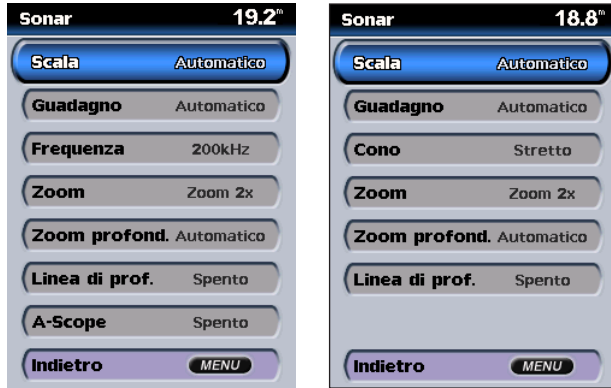 Sonar 19.2m
Scala Automatico
Guadagno Automatico
Frequenza 200kHz
Zoom Zoom 2x
Zoom profond. Automatico
Linea di prof. Spento
A-Scope Spento
Indietro MENU
Sonar 18.8m
Scala Automatico
Guadagno Automatico
Cono Stretto
Zoom Zoom 2x
Zoom profond. Automatico
Linea di prof. Spento
Indietro MENU